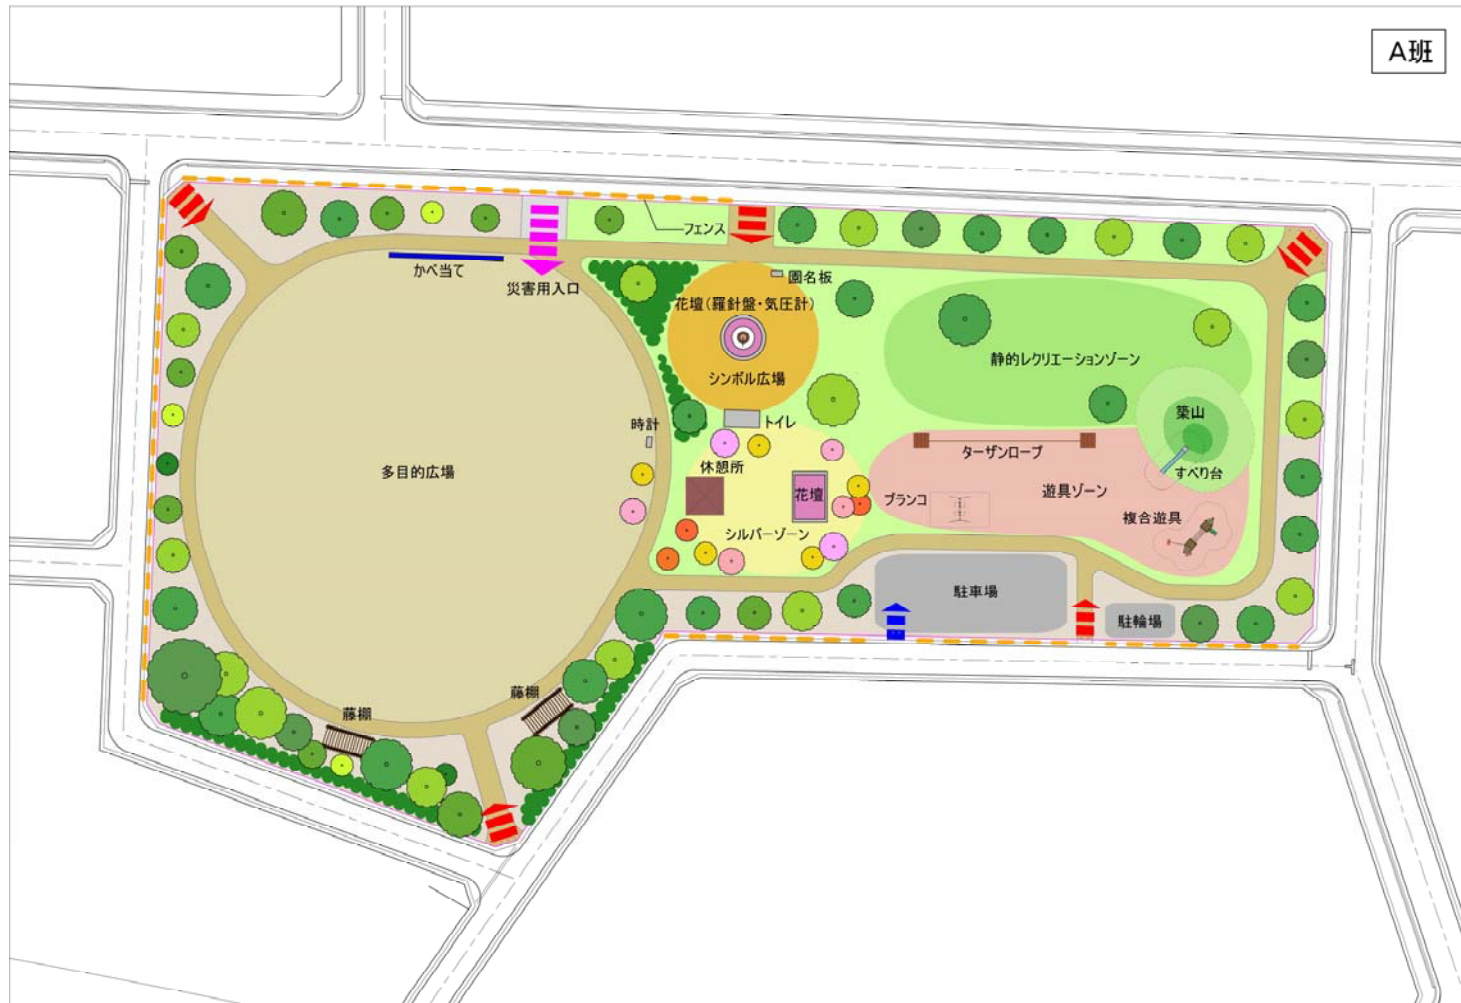 A班
フェンス
かべ当て
災害用入口
園名板
花壇(羅針盤・気圧計)
シンボル広場
静的レクリエーションゾーン
築山
トイレ
時計
ターザンロープ
すべり台
多目的広場
休憩所
花壇
ブランコ
遊具ゾーン
複合遊具
シルバーゾーン
駐車場
駐輪場
藤棚
藤棚